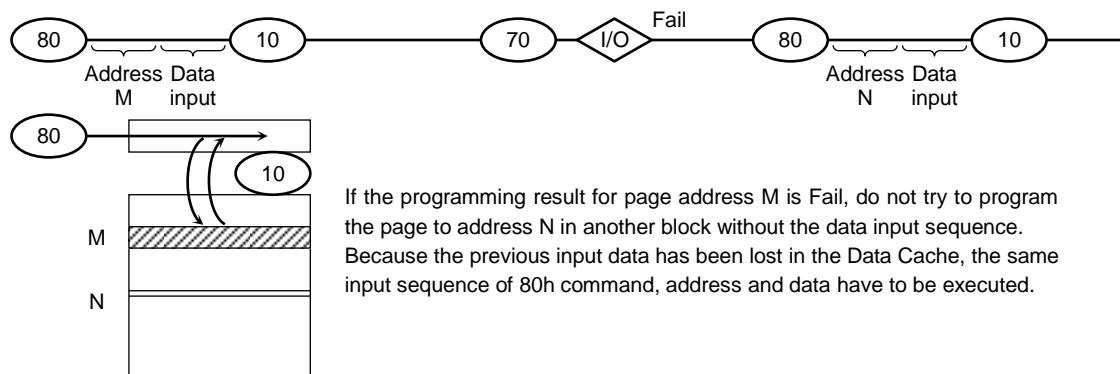 80
10
70
I/O
Fail
80
10
Address
M
Data
input
Address
N
Data
input
80
10
M
N
If the programming result for page address M is Fail, do not try to program
the page to address N in another block without the data input sequence.
Because the previous input data has been lost in the Data Cache, the same
input sequence of 80h command, address and data have to be executed.